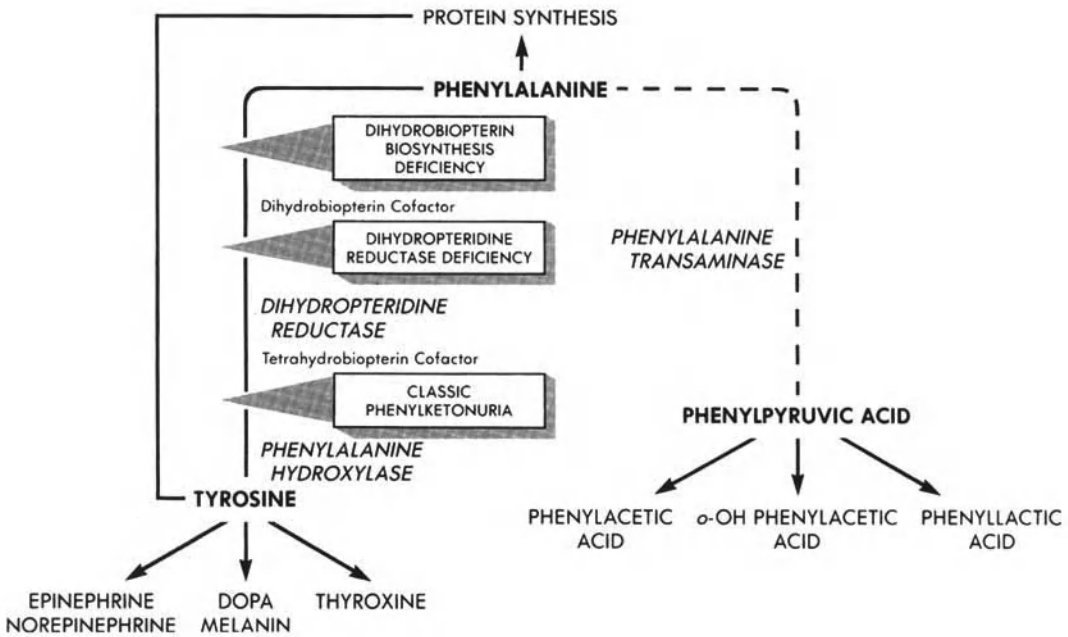 PROTEIN SYNTHESIS
PHENYLALANINE
DIHYDROBIOPTERIN
BIOSYNTHESIS
DEFICIENCY
Dihydrobiopterin Cofactor
DIHYDROPTERIDINE
REDUCTASE DEFICIENCY
PHENYLALANINE
TRANSAMINASE
DIHYDROPTERIDINE
REDUCTASE
Tetrahydrobiopterin Cofactor
CLASSIC
PHENYLKETONURIA
PHENYLALANINE
HYDROXYLASE
PHENYLPYRUVIC ACID
TYROSINE
PHENYLACETIC
ACID
o-OH PHENYLACETIC
ACID
PHENYLLACTIC
ACID
EPINEPHRINE
NOREPINEPHRINE
DOPA
MELANIN
THYROXINE